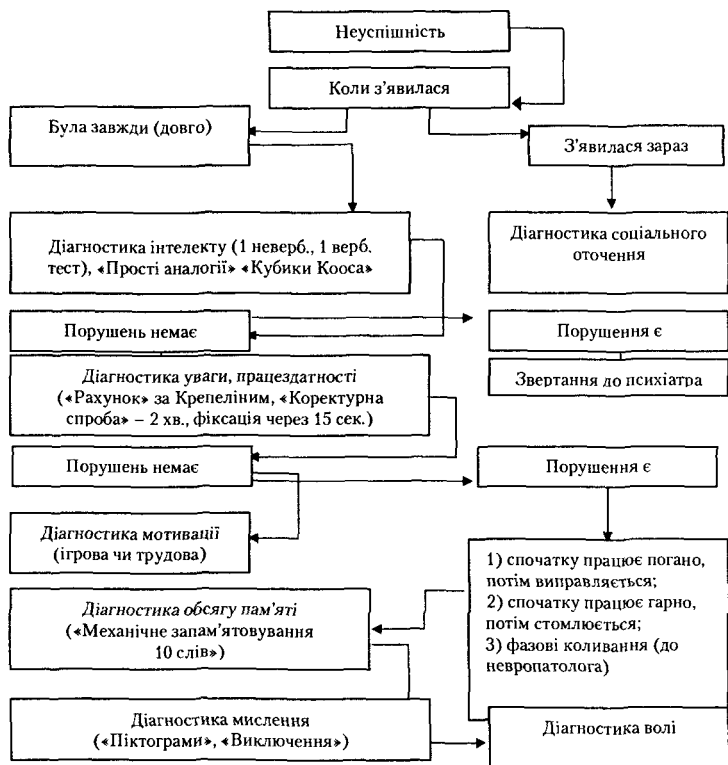 Неуспішність
Коли з'явилася
Була завжди (довго)
З'явилася зараз
Діагностика інтелекту (1 неверб., 1 верб.
тест), «Прості аналогії» «Кубики Кооса»
Діагностика соціального
оточення
Порушень немає
Порушення є
Діагностика уваги, працездатності
(«Рахунок» за Крепеліним, «Коректурна
спроба» – 2 хв., фіксація через 15 сек.)
Звертання до психіатра
Порушень немає
Порушення є
Діагностика мотивації
(ігрова чи трудова)
1) спочатку працює погано,
потім виправляється;
2) спочатку працює гарно,
потім стомлюється;
3) фазові коливання (до
невропатолога)
Діагностика обсягу пам'яті
(«Механічне запам'ятовування
10 слів»)
Діагностика мислення
(«Піктограми», «Виключення»)
Діагностика волі